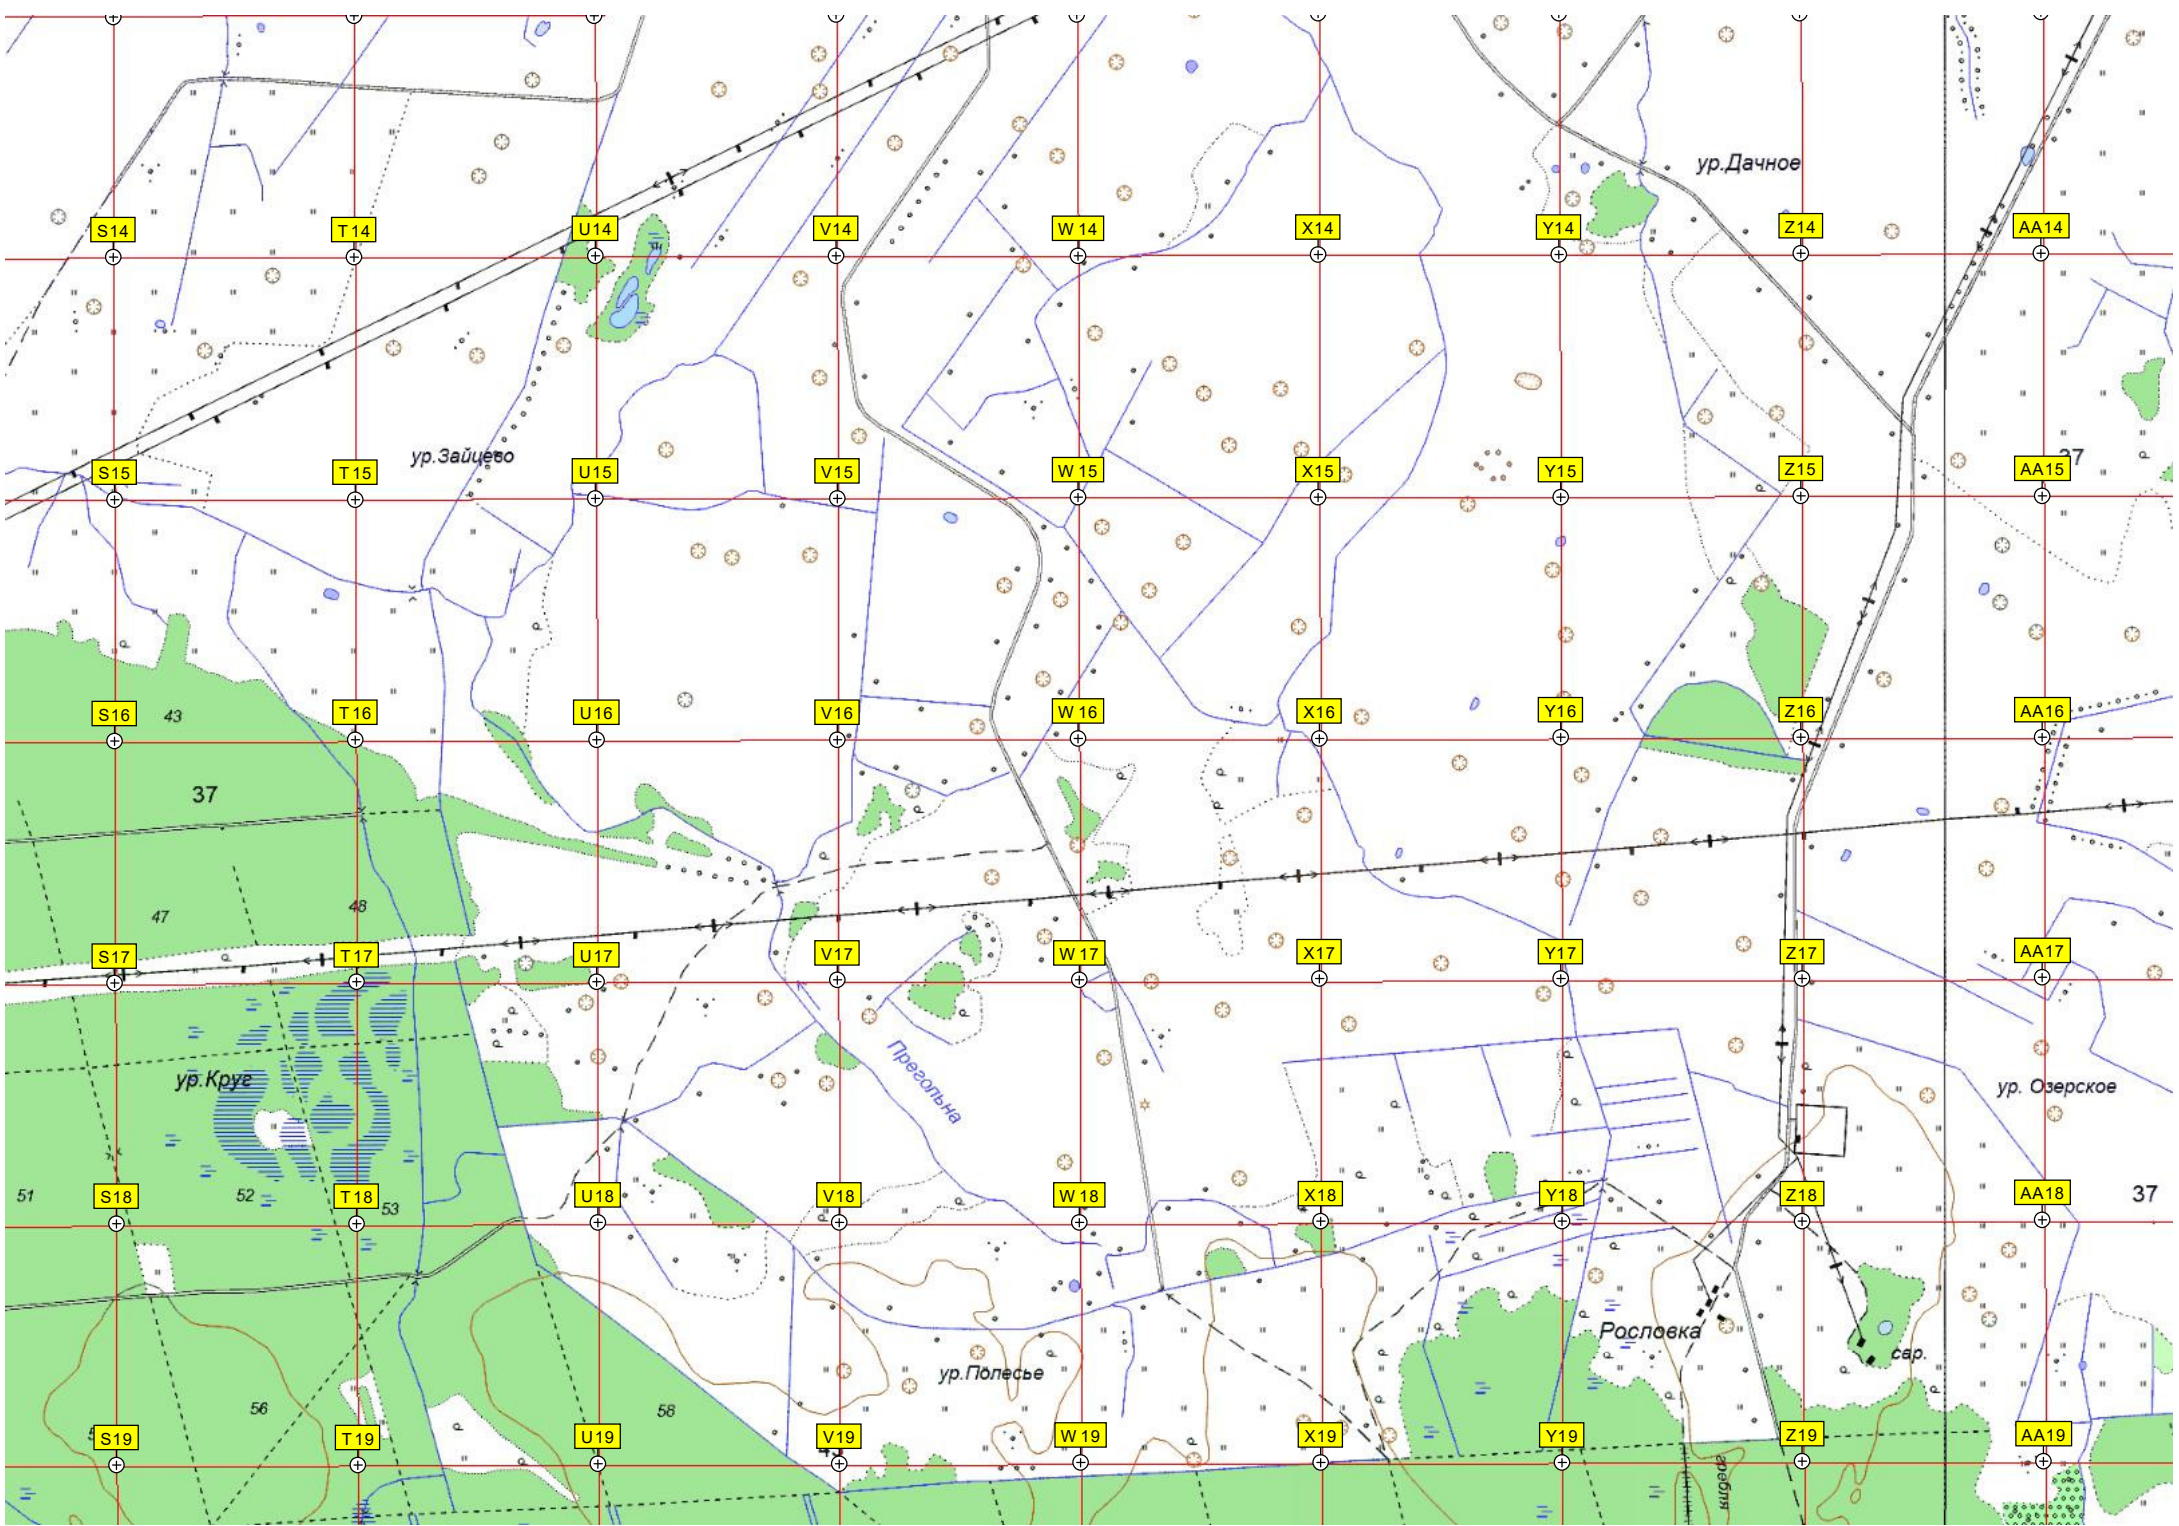 ур.Дачное
S14 T14 U14 V14 W14 X14 Y14 Z14 AA14
ур.Зайцево
37
S15 T15 U15 V15 W15 X15 Y15 Z15 AA15
43
S16 T16 U16 V16 W16 X16 Y16 Z16 AA16
37
47
48
S17 T17 U17 V17 W17 X17 Y17 Z17 AA17
ур.Круг
Прегольна
ур. Озерское
51
52
53
37
S18 T18 U18 V18 W18 X18 Y18 Z18 AA18
Рословка
сар.
ур.Полесье
56
58
S19 T19 U19 V19 W19 X19 Y19 Z19 AA19